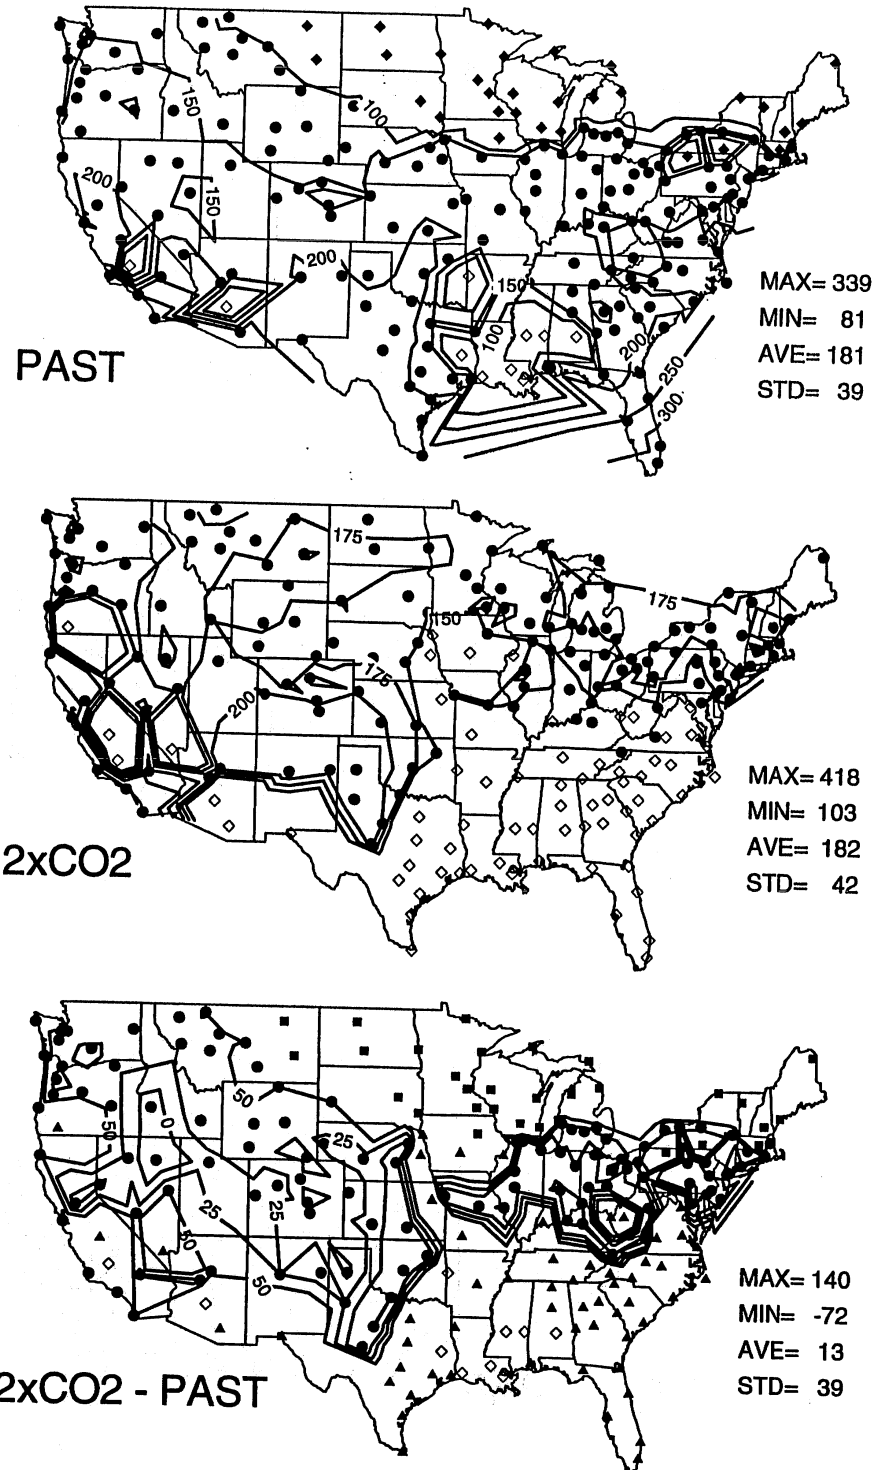 150
100
200
150
200
150
100
200
250
300
MAX= 339
MIN= 81
AVE= 181
STD= 39
PAST
175
150
175
175
200
MAX= 418
MIN= 103
AVE= 182
STD= 42
2xCO2
50
50
0
25
25
25
50
50
MAX= 140
MIN= -72
AVE= 13
STD= 39
2xCO2 - PAST